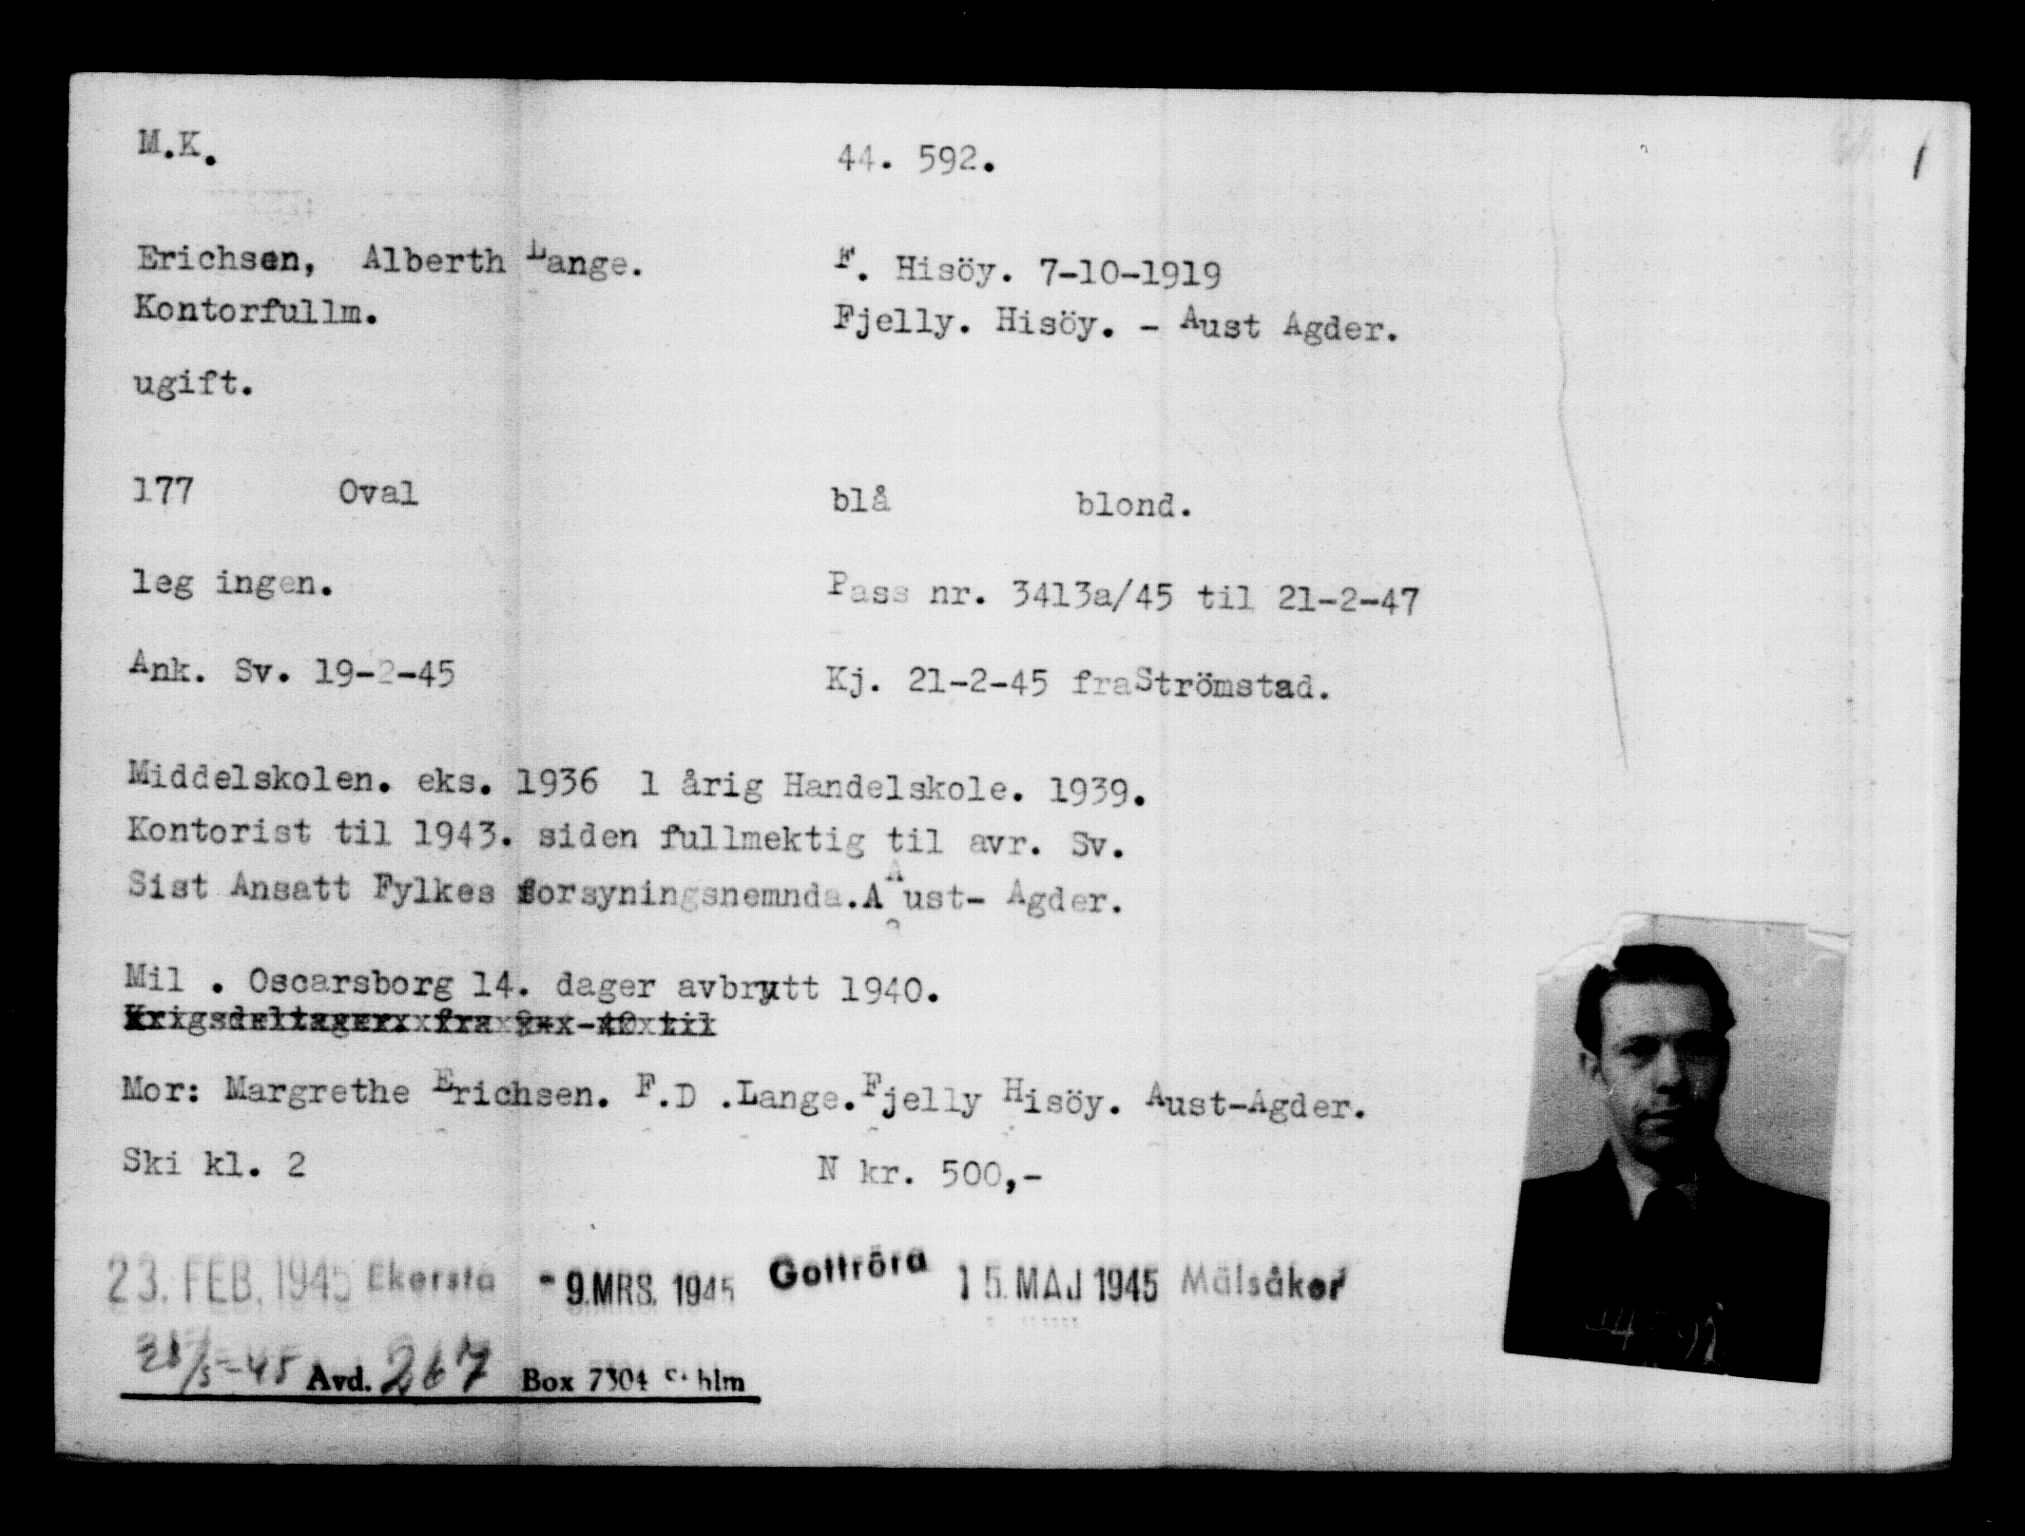 M.K. 44. 592. 1
Erichsen, Alberth Lange. F. Hisöy. 7-10-1919
Kontorfullm. Fjelly. Hisöy. - Aust Agder.
ugift.
177 Oval blå blond.
leg ingen. Pass nr. 3413a/45 til 21-2-47
Ank. Sv. 19-2-45 Kj. 21-2-45 fraStrömstad.
Middelskolen. eks. 1936 1 årig Handelskole. 1939.
Kontorist til 1943. siden fullmektig til avr. Sv.
Sist Ansatt Fylkes forsyningsnemnda. Aust- Agder.
Mil . Oscarsborg 14. dager avbrutt 1940.
Krigsdeltager fra
Mor: Margrethe Erichsen. F.D .Lange.Fjelly Hisöy. Aust-Agder.
Ski kl. 2 N kr. 500,-
23. FEB. 1945 Ekersta - 9. MRS. 1945 Gottröra 15. MAJ 1945 Mälsåker
/5-45 Avd. 267 Box 7304 Sthlm